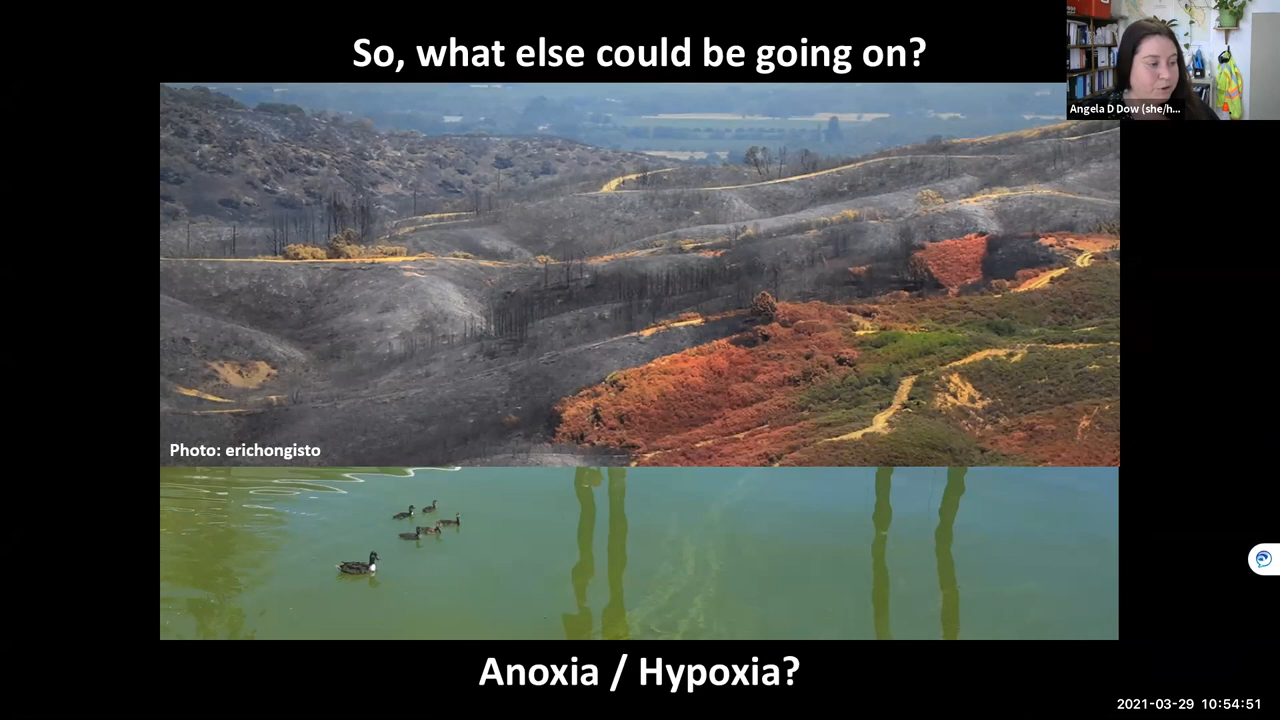 So, what else could be going on?
Angela D Dow (she/h...
Photo: erichongisto
Anoxia / Hypoxia?
2021-03-29 10:54:51